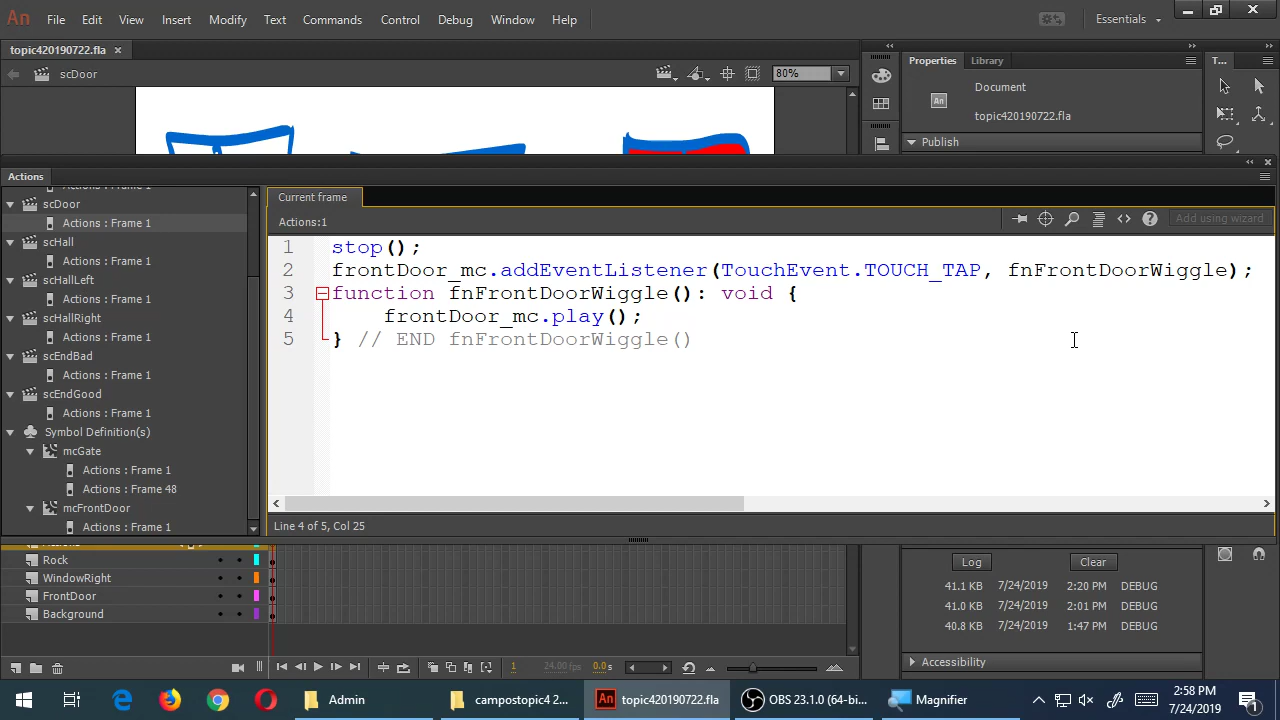 An File Edit View Insert Modify Text Commands Control Debug Window Help Essentials
topic420190722.fla ×
scDoor 80%
Properties Library T...
Document
An topic420190722.fla
Publish
Actions
scDoor
Actions : Frame 1
scHall
Actions : Frame 1
scHallLeft
Actions : Frame 1
scHallRight
Actions : Frame 1
scEndBad
Actions : Frame 1
scEndGood
Actions : Frame 1
Symbol Definition(s)
mcGate
Actions : Frame 1
Actions : Frame 48
mcFrontDoor
Actions : Frame 1
Current frame
Actions:1 Add using wizard
1 stop();
2 frontDoor_mc.addEventListener(TouchEvent.TOUCH_TAP, fnFrontDoorWiggle);
3 function fnFrontDoorWiggle(): void {
4 frontDoor_mc.play();
5 } // END fnFrontDoorWiggle()
Line 4 of 5, Col 25
Rock
WindowRight
FrontDoor
Background
1 24.00 fps 0.0 s
Log Clear
41.1 KB 7/24/2019 2:20 PM DEBUG
41.0 KB 7/24/2019 2:01 PM DEBUG
40.8 KB 7/24/2019 1:47 PM DEBUG
Accessibility
Admin campostopic4 2... An topic420190722.fla OBS 23.1.0 (64-bi... Magnifier
2:58 PM
7/24/2019
1